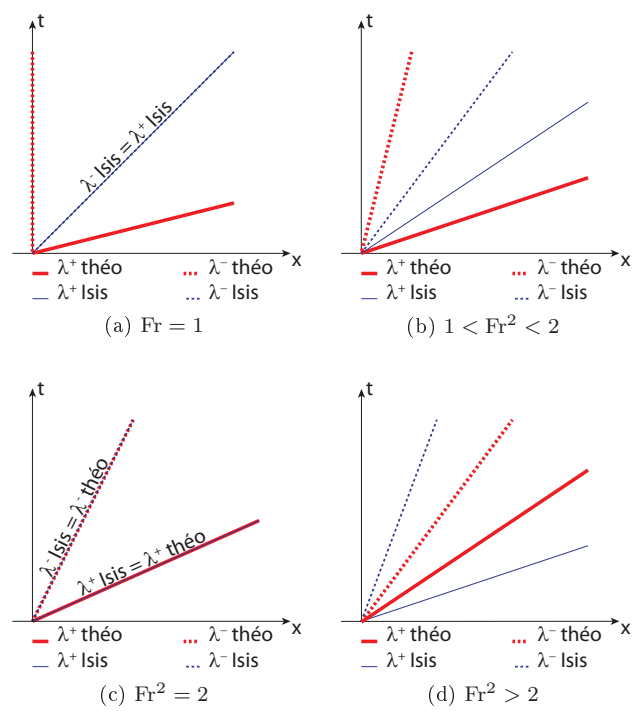 t
λ⁻ Isis = λ⁺ Isis
x
λ⁺ théo
λ⁻ théo
λ⁺ Isis
λ⁻ Isis
(a) Fr = 1
t
x
λ⁺ théo
λ⁻ théo
λ⁺ Isis
λ⁻ Isis
(b) 1 < Fr² < 2
t
λ⁻ Isis = λ⁻ théo
λ⁺ Isis = λ⁺ théo
x
λ⁺ théo
λ⁻ théo
λ⁺ Isis
λ⁻ Isis
(c) Fr² = 2
t
x
λ⁺ théo
λ⁻ théo
λ⁺ Isis
λ⁻ Isis
(d) Fr² > 2